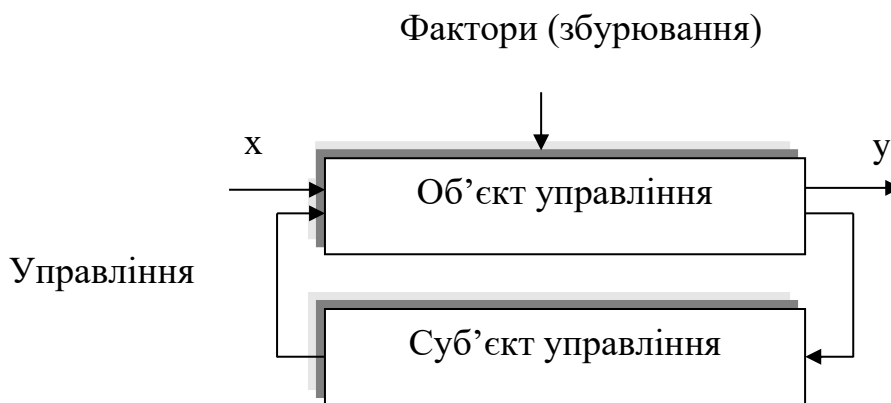 Фактори (збурювання)
x
y
Об’єкт управління
Управління
Суб’єкт управління